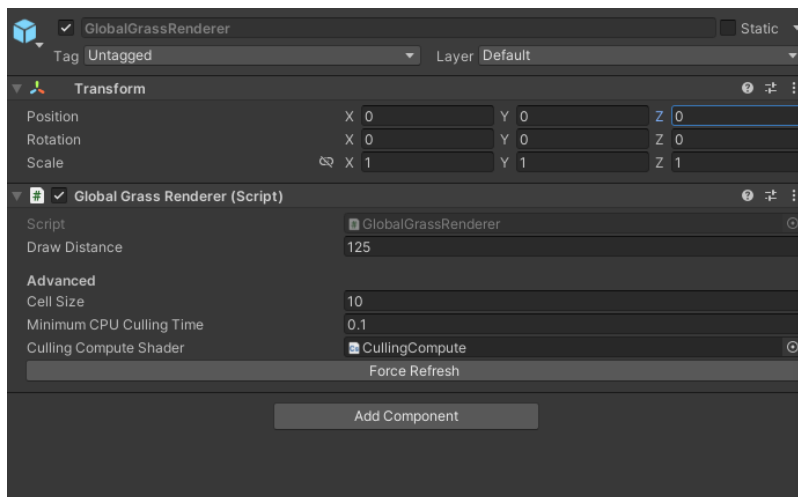 GlobalGrassRenderer Static
Tag Untagged Layer Default
Transform
Position X 0 Y 0 Z 0
Rotation X 0 Y 0 Z 0
Scale X 1 Y 1 Z 1
# Global Grass Renderer (Script)
Script GlobalGrassRenderer
Draw Distance 125
Advanced
Cell Size 10
Minimum CPU Culling Time 0.1
Culling Compute Shader CullingCompute
Force Refresh
Add Component